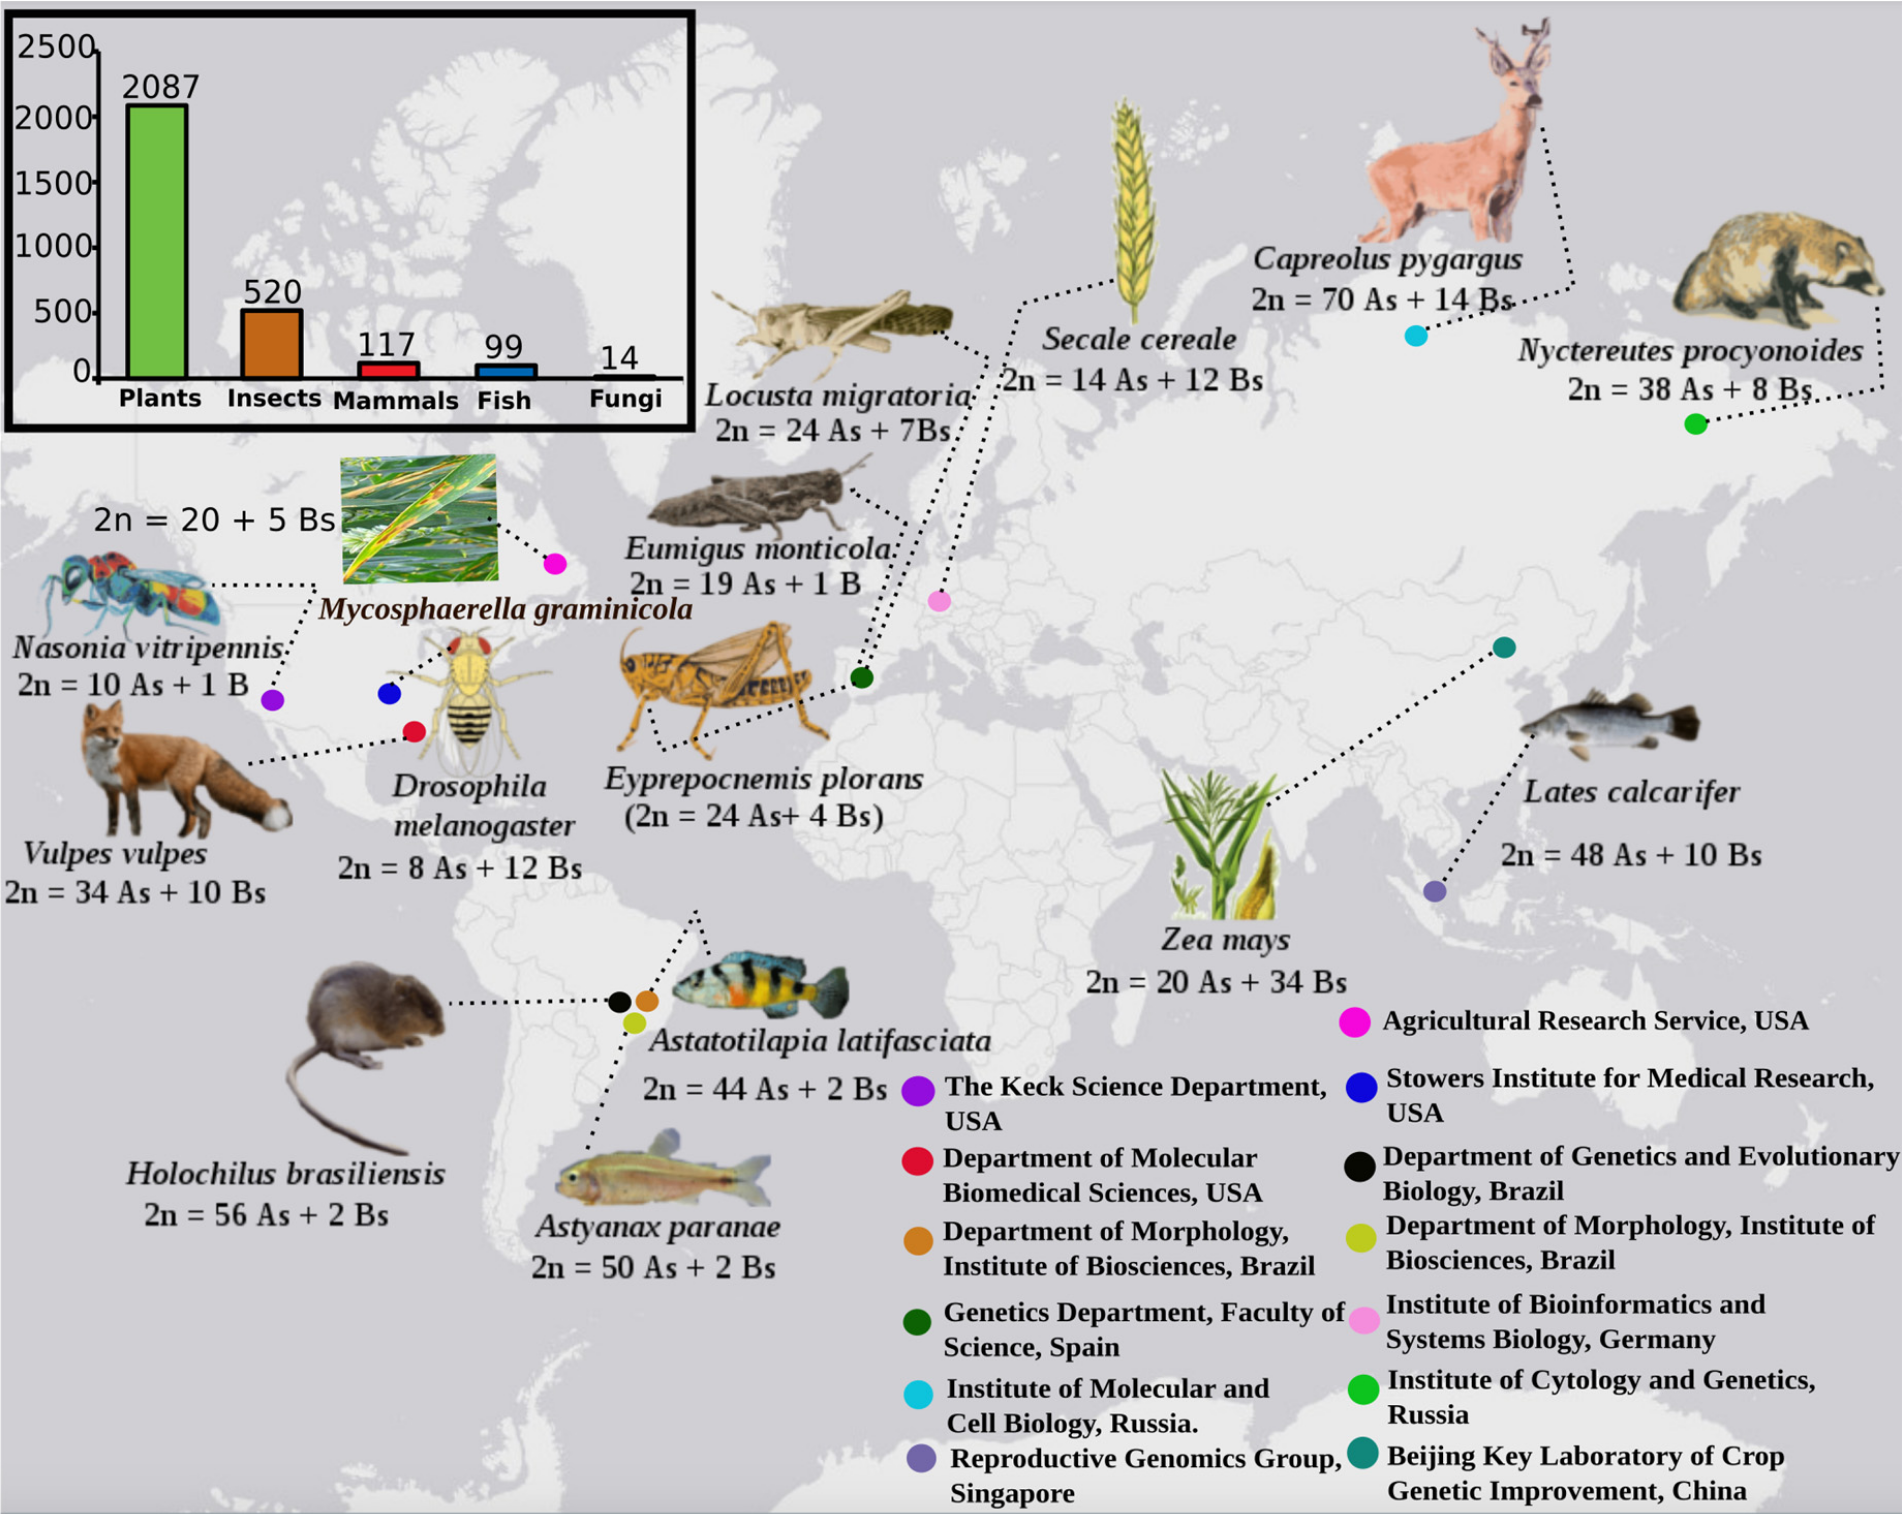 2500
2000
1500
1000
500
0
2087
520
117
99
14
Plants
Insects
Mammals
Fish
Fungi
Locusta migratoria
2n = 24 As + 7Bs
Secale cereale
2n = 14 As + 12 Bs
Capreolus pygargus
2n = 70 As + 14 Bs
Nyctereutes procyonoides
2n = 38 As + 8 Bs
2n = 20 + 5 Bs
Mycosphaerella graminicola
Eumigus monticola
2n = 19 As + 1 B
Nasonia vitripennis
2n = 10 As + 1 B
Vulpes vulpes
2n = 34 As + 10 Bs
Drosophila
melanogaster
2n = 8 As + 12 Bs
Eyprepocnemis plorans
(2n = 24 As+ 4 Bs)
Lates calcarifer
2n = 48 As + 10 Bs
Zea mays
2n = 20 As + 34 Bs
Astatotilapia latifasciata
2n = 44 As + 2 Bs
Holochilus brasiliensis
2n = 56 As + 2 Bs
Astyanax paranae
2n = 50 As + 2 Bs
The Keck Science Department,
USA
Department of Molecular
Biomedical Sciences, USA
Department of Morphology,
Institute of Biosciences, Brazil
Genetics Department, Faculty of
Science, Spain
Institute of Molecular and
Cell Biology, Russia.
Reproductive Genomics Group,
Singapore
Agricultural Research Service, USA
Stowers Institute for Medical Research,
USA
Department of Genetics and Evolutionary
Biology, Brazil
Department of Morphology, Institute of
Biosciences, Brazil
Institute of Bioinformatics and
Systems Biology, Germany
Institute of Cytology and Genetics,
Russia
Beijing Key Laboratory of Crop
Genetic Improvement, China